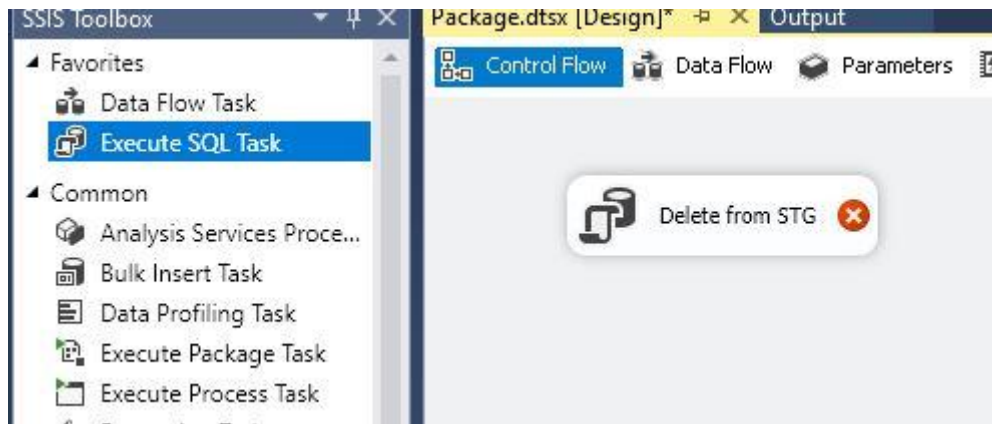 SSIS Toolbox
Favorites
Data Flow Task
Execute SQL Task
Common
Analysis Services Proce...
Bulk Insert Task
Data Profiling Task
Execute Package Task
Execute Process Task
Package.dtsx [Design]* Output
Control Flow Data Flow Parameters
Delete from STG